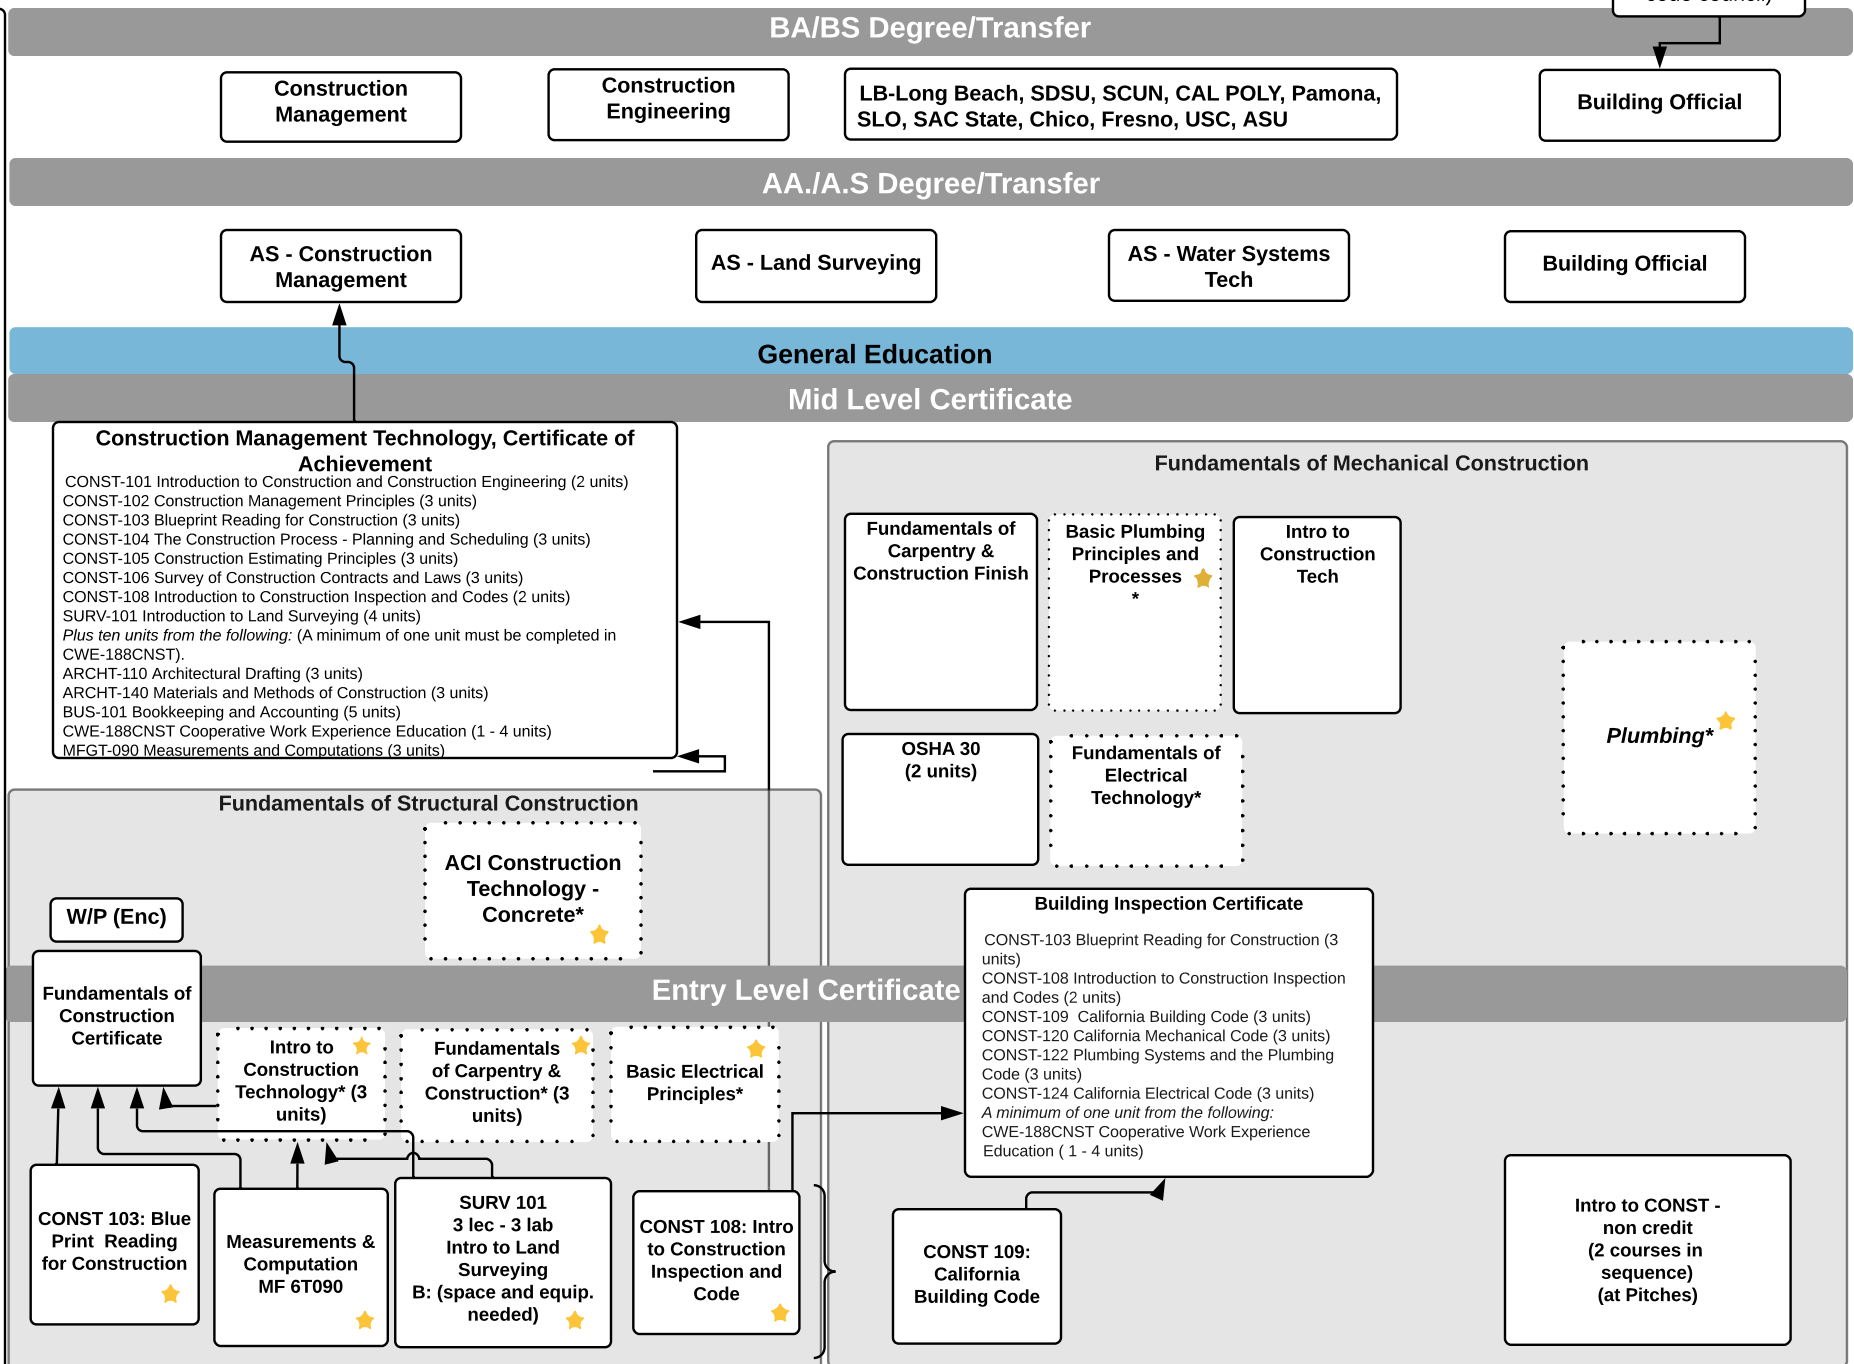 code council)
BA/BS Degree/Transfer
Construction
Management
Construction
Engineering
LB-Long Beach, SDSU, SCUN, CAL POLY, Pamona,
SLO, SAC State, Chico, Fresno, USC, ASU
Building Official
AA./A.S Degree/Transfer
AS - Construction
Management
AS - Land Surveying
AS - Water Systems
Tech
Building Official
General Education
Mid Level Certificate
Construction Management Technology, Certificate of
Achievement
CONST-101 Introduction to Construction and Construction Engineering (2 units)
CONST-102 Construction Management Principles (3 units)
CONST-103 Blueprint Reading for Construction (3 units)
CONST-104 The Construction Process - Planning and Scheduling (3 units)
CONST-105 Construction Estimating Principles (3 units)
CONST-106 Survey of Construction Contracts and Laws (3 units)
CONST-108 Introduction to Construction Inspection and Codes (2 units)
SURV-101 Introduction to Land Surveying (4 units)
Plus ten units from the following: (A minimum of one unit must be completed in
CWE-188CNST).
ARCHT-110 Architectural Drafting (3 units)
ARCHT-140 Materials and Methods of Construction (3 units)
BUS-101 Bookkeeping and Accounting (5 units)
CWE-188CNST Cooperative Work Experience Education (1 - 4 units)
MFGT-090 Measurements and Computations (3 units)
Fundamentals of Mechanical Construction
Fundamentals of
Carpentry &
Construction Finish
Basic Plumbing
Principles and
Processes
*
Intro to
Construction
Tech
Plumbing*
OSHA 30
(2 units)
Fundamentals of
Electrical
Technology*
Fundamentals of Structural Construction
ACI Construction
Technology -
Concrete*
W/P (Enc)
Entry Level Certificate
Fundamentals of
Construction
Certificate
Building Inspection Certificate
CONST-103 Blueprint Reading for Construction (3
units)
CONST-108 Introduction to Construction Inspection
and Codes (2 units)
CONST-109  California Building Code (3 units)
CONST-120 California Mechanical Code (3 units)
CONST-122 Plumbing Systems and the Plumbing
Code (3 units)
CONST-124 California Electrical Code (3 units)
A minimum of one unit from the following:
CWE-188CNST Cooperative Work Experience
Education ( 1 - 4 units)
Intro to
Construction
Technology* (3
units)
Fundamentals
of Carpentry &
Construction* (3
units)
Basic Electrical
Principles*
CONST 103: Blue
Print  Reading
for Construction
Measurements &
Computation
MF 6T090
SURV 101
3 lec - 3 lab
Intro to Land
Surveying
B: (space and equip.
needed)
CONST 108: Intro
to Construction
Inspection and
Code
CONST 109:
California
Building Code
Intro to CONST -
non credit
(2 courses in
sequence)
(at Pitches)